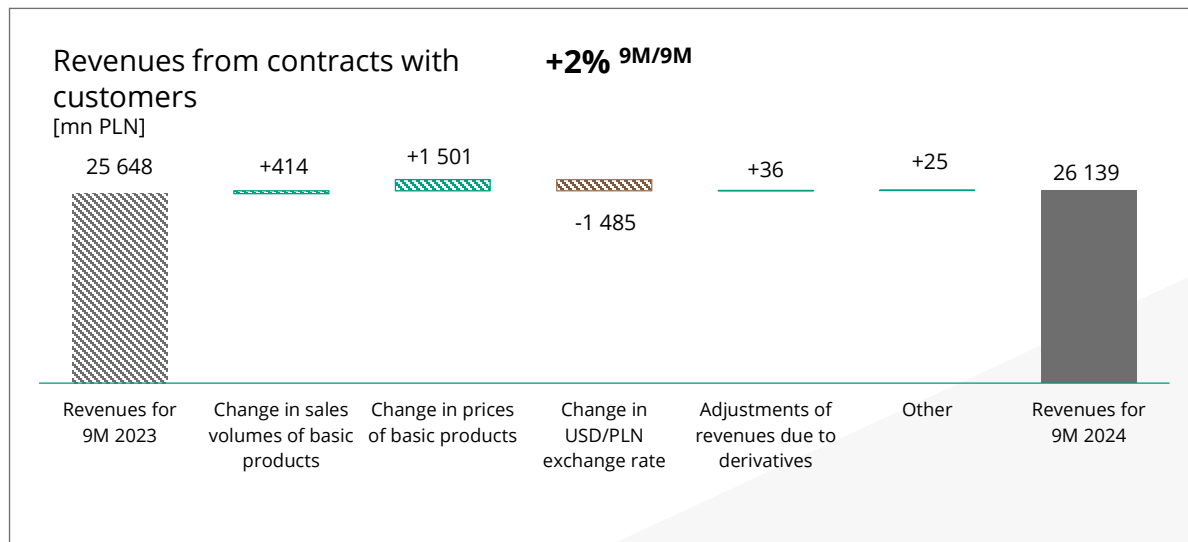 Revenues from contracts with
customers
[mn PLN]
+2% 9M/9M
25 648
+414
+1 501
-1 485
+36
+25
26 139
Revenues for
9M 2023
Change in sales
volumes of basic
products
Change in prices
of basic products
Change in
USD/PLN
exchange rate
Adjustments of
revenues due to
derivatives
Other
Revenues for
9M 2024